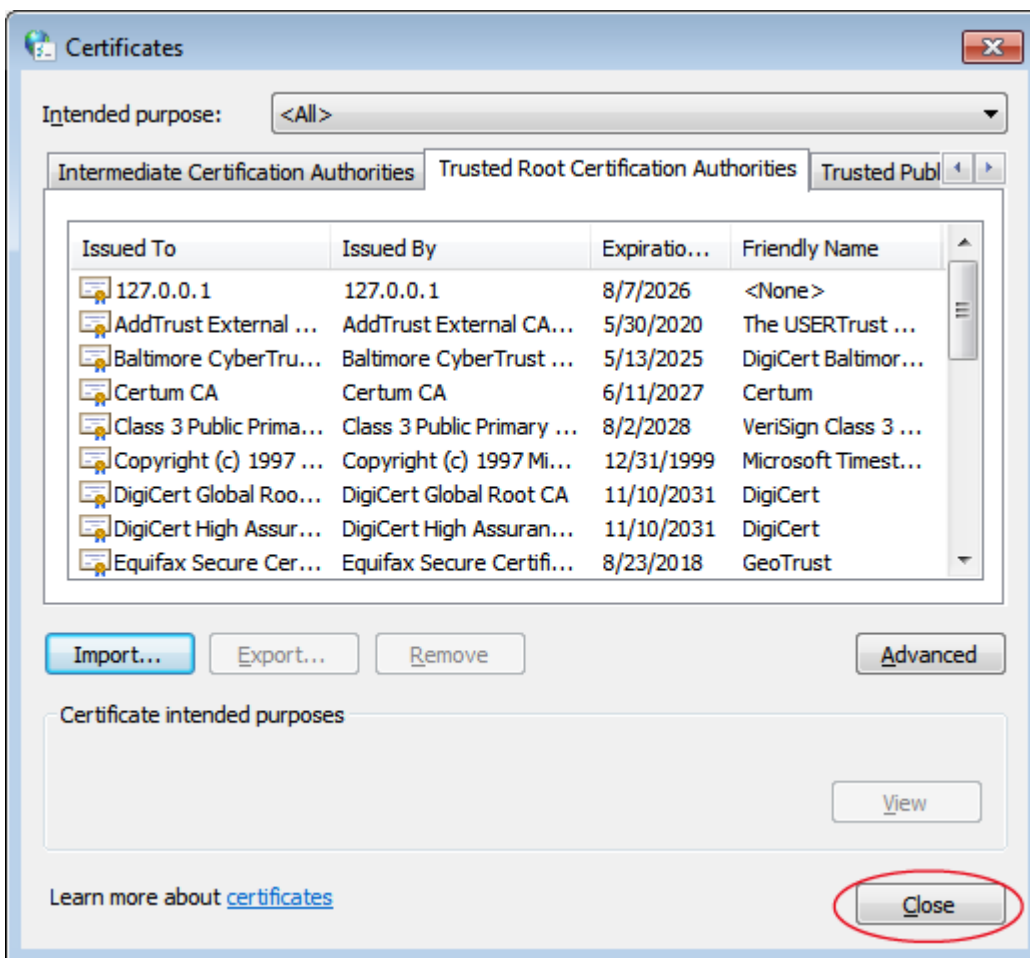 Certificates
Intended purpose: <All>
Intermediate Certification Authorities Trusted Root Certification Authorities Trusted Publ
Issued To Issued By Expiratio... Friendly Name
127.0.0.1 127.0.0.1 8/7/2026 <None>
AddTrust External ... AddTrust External CA... 5/30/2020 The USERTrust ...
Baltimore CyberTru... Baltimore CyberTrust ... 5/13/2025 DigiCert Baltimor...
Certum CA Certum CA 6/11/2027 Certum
Class 3 Public Prima... Class 3 Public Primary ... 8/2/2028 VeriSign Class 3 ...
Copyright (c) 1997 ... Copyright (c) 1997 Mi... 12/31/1999 Microsoft Timest...
DigiCert Global Roo... DigiCert Global Root CA 11/10/2031 DigiCert
DigiCert High Assur... DigiCert High Assuran... 11/10/2031 DigiCert
Equifax Secure Cer... Equifax Secure Certifi... 8/23/2018 GeoTrust
Import... Export... Remove Advanced
Certificate intended purposes
View
Learn more about certificates
Close